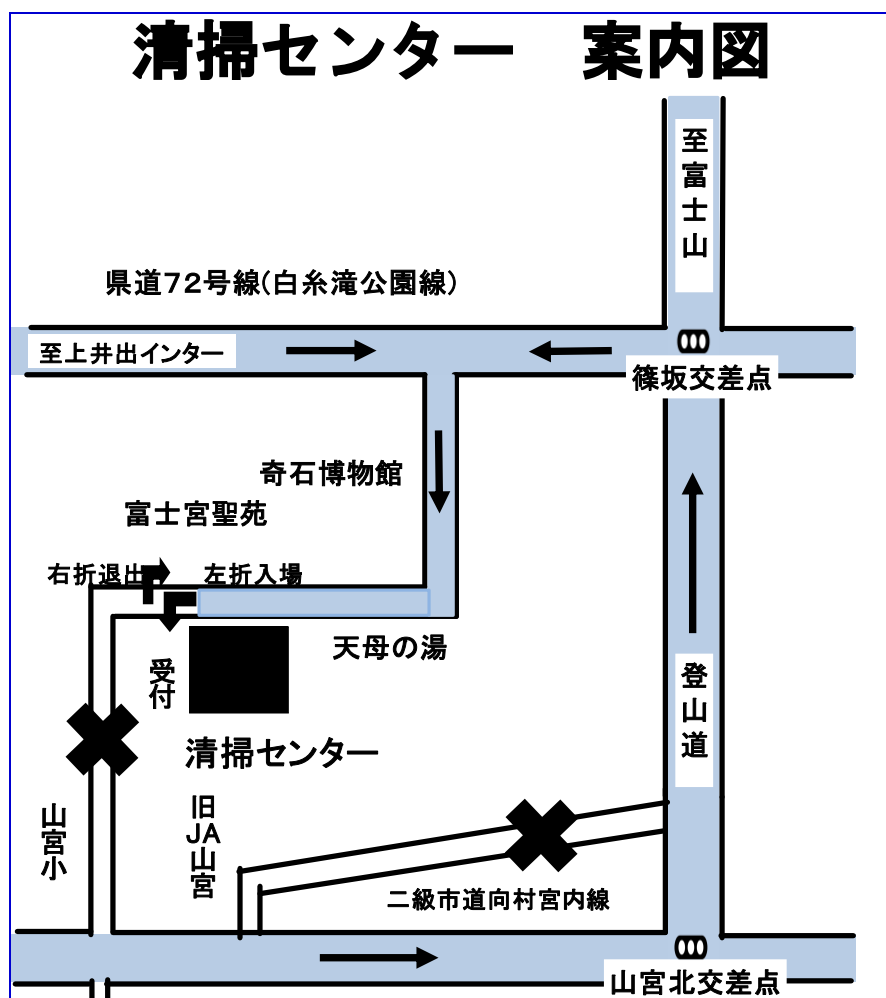 清掃センター　案内図
至富士山
県道７２号線(白糸滝公園線)
至上井出インター
篠坂交差点
奇石博物館
富士宮聖苑
右折退出
左折入場
天母の湯
受付
登山道
清掃センター
山宮小
旧JA山宮
二級市道向村宮内線
山宮北交差点